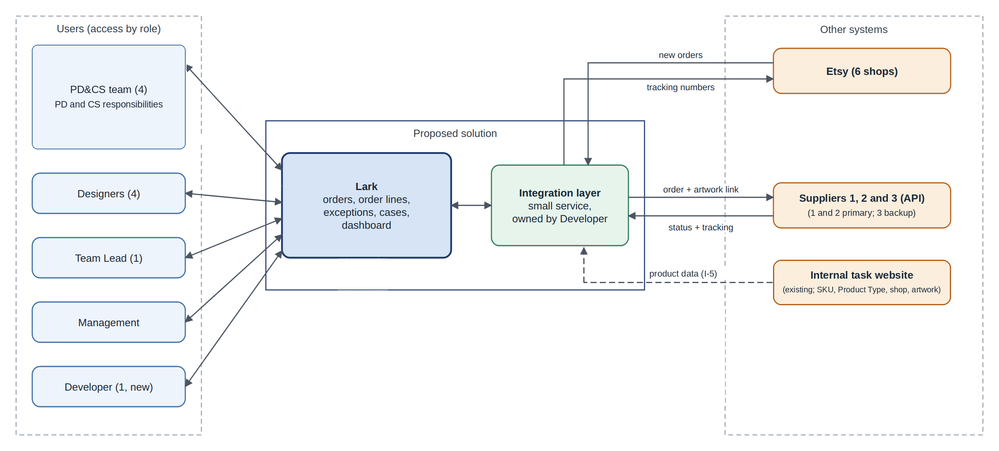 Users (access by role)
PD&CS team (4)
PD and CS responsibilities
Designers (4)
Team Lead (1)
Management
Developer (1, new)
Proposed solution
Lark
orders, order lines,
exceptions, cases,
dashboard
Integration layer
small service,
owned by Developer
new orders
tracking numbers
order + artwork link
status + tracking
product data (I-5)
Other systems
Etsy (6 shops)
Suppliers 1, 2 and 3 (API)
(1 and 2 primary; 3 backup)
Internal task website
(existing; SKU, Product Type, shop, artwork)